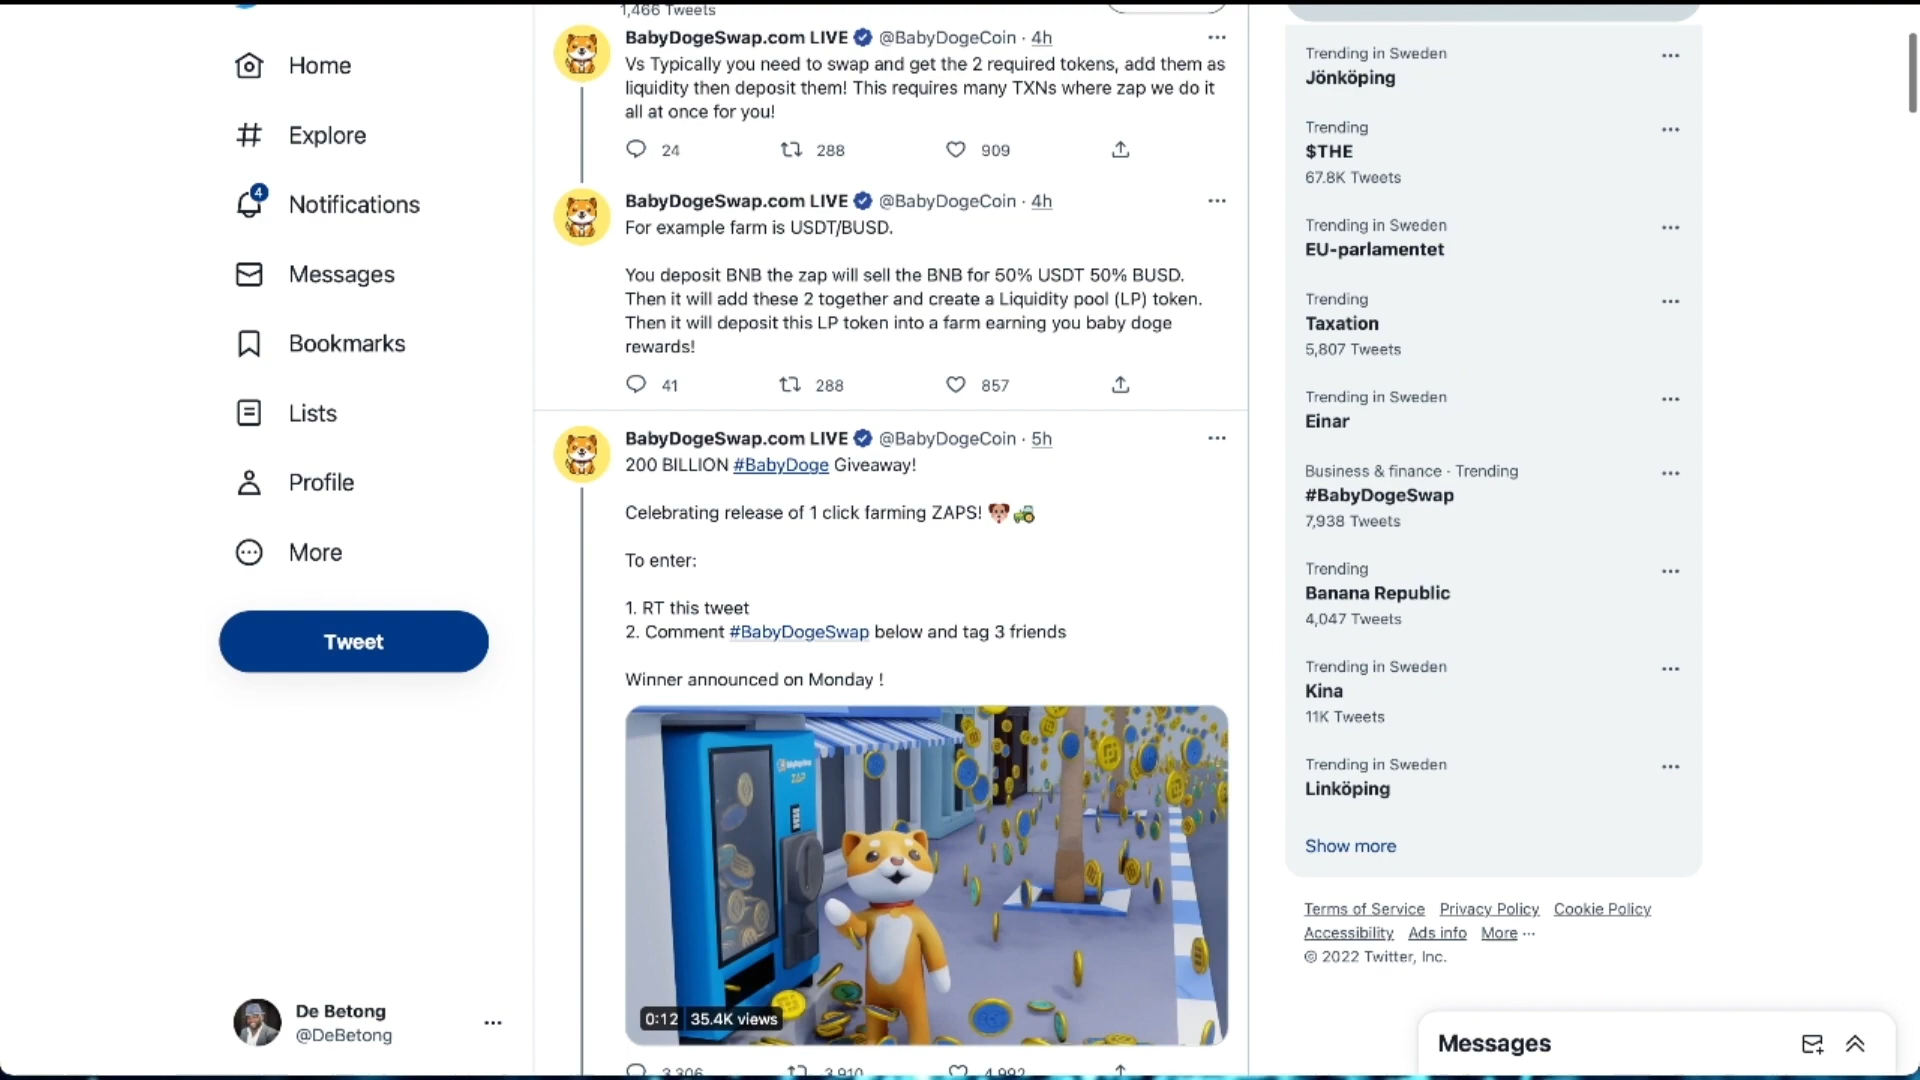 1,466 Tweets
Home
Explore
4
Notifications
Messages
Bookmarks
Lists
Profile
More
Tweet
De Betong
@DeBetong
BabyDogeSwap.com LIVE @BabyDogeCoin · 4h
Vs Typically you need to swap and get the 2 required tokens, add them as
liquidity then deposit them! This requires many TXNs where zap we do it
all at once for you!
24 288 909
BabyDogeSwap.com LIVE @BabyDogeCoin · 4h
For example farm is USDT/BUSD.
You deposit BNB the zap will sell the BNB for 50% USDT 50% BUSD.
Then it will add these 2 together and create a Liquidity pool (LP) token.
Then it will deposit this LP token into a farm earning you baby doge
rewards!
41 288 857
BabyDogeSwap.com LIVE @BabyDogeCoin · 5h
200 BILLION #BabyDoge Giveaway!
Celebrating release of 1 click farming ZAPS!
To enter:
1. RT this tweet
2. Comment #BabyDogeSwap below and tag 3 friends
Winner announced on Monday !
ZAP
0:12 35.4K views
3,306 3,910 4,992
Trending in Sweden
Jönköping
Trending
$THE
67.8K Tweets
Trending in Sweden
EU-parlamentet
Trending
Taxation
5,807 Tweets
Trending in Sweden
Einar
Business & finance · Trending
#BabyDogeSwap
7,938 Tweets
Trending
Banana Republic
4,047 Tweets
Trending in Sweden
Kina
11K Tweets
Trending in Sweden
Linköping
Show more
Terms of Service Privacy Policy Cookie Policy
Accessibility Ads info More ···
© 2022 Twitter, Inc.
Messages